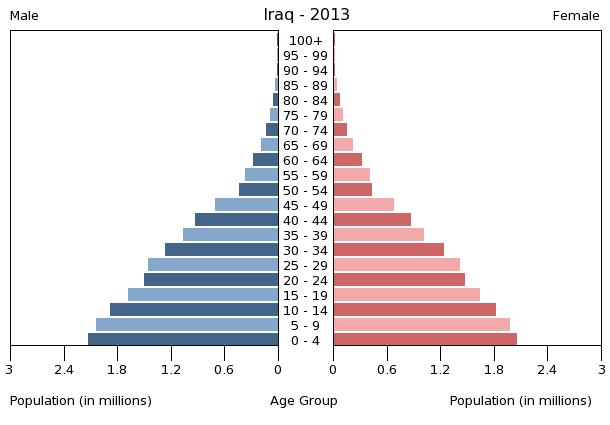 Male Iraq - 2013 Female
100+
95 - 99
90 - 94
85 - 89
80 - 84
75 - 79
70 - 74
65 - 69
60 - 64
55 - 59
50 - 54
45 - 49
40 - 44
35 - 39
30 - 34
25 - 29
20 - 24
15 - 19
10 - 14
5 - 9
0 - 4
3 2.4 1.8 1.2 0.6 0 0 0.6 1.2 1.8 2.4 3
Population (in millions) Age Group Population (in millions)